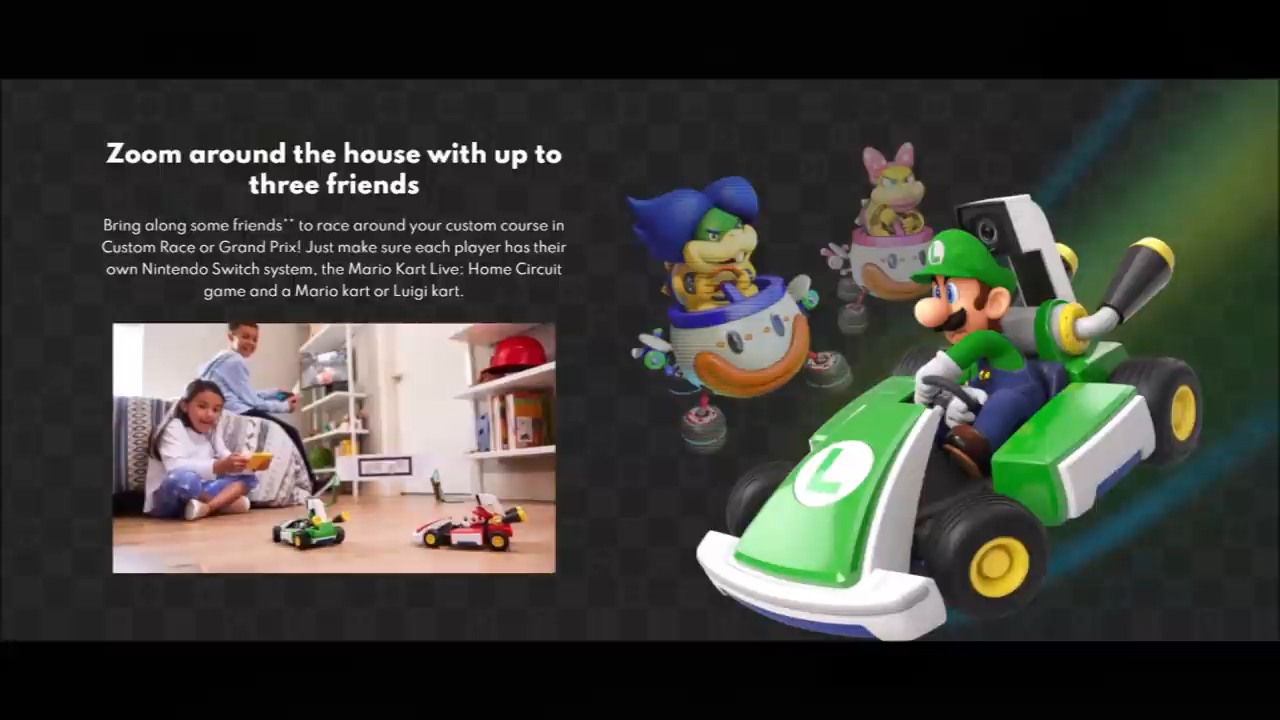 Zoom around the house with up to
three friends
Bring along some friends** to race around your custom course in
Custom Race or Grand Prix! Just make sure each player has their
own Nintendo Switch system, the Mario Kart Live: Home Circuit
game and a Mario kart or Luigi kart.
L
L